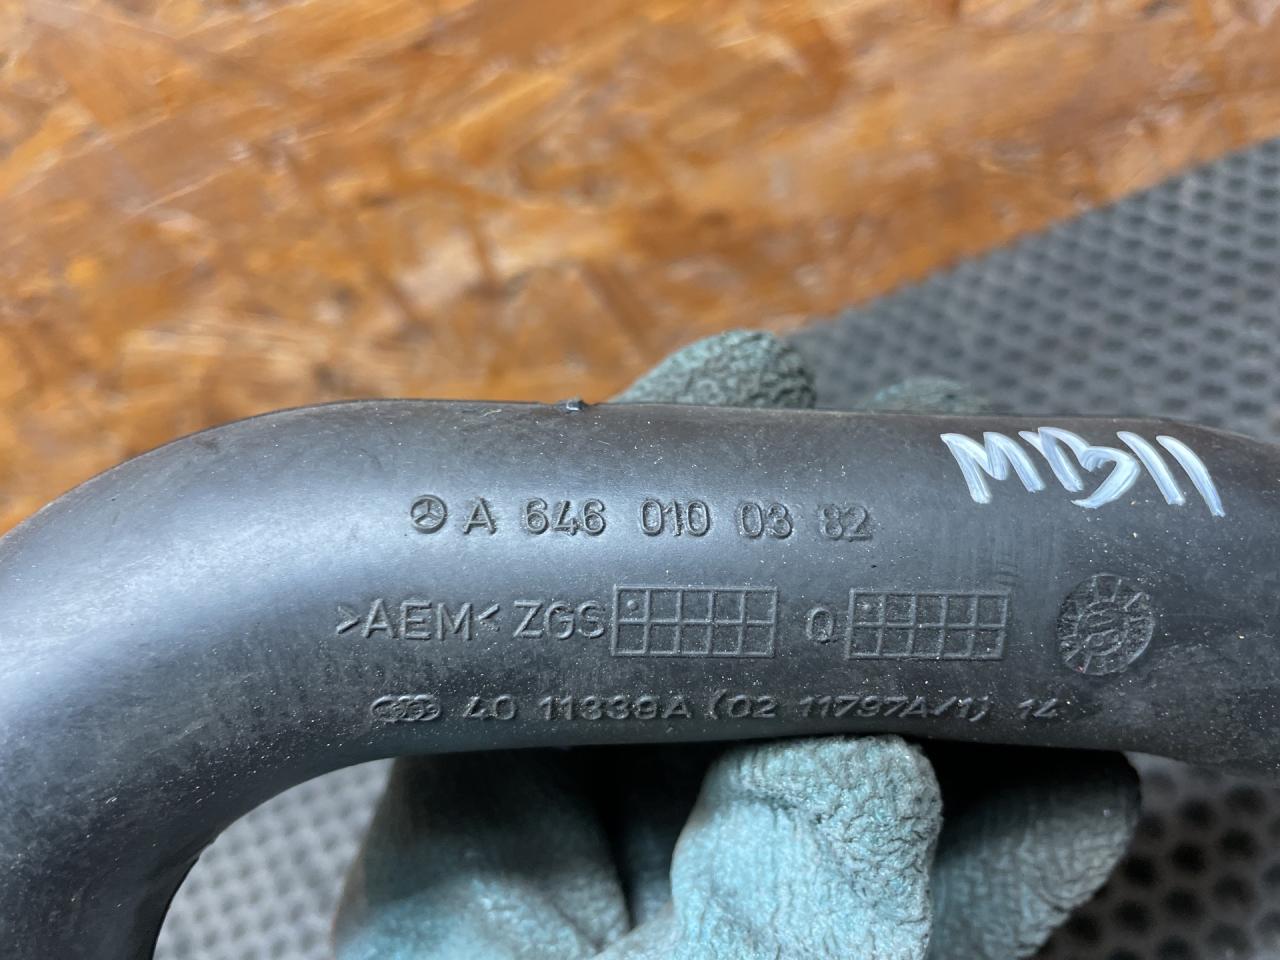 MB11
A 646 010 03 82
>AEM< ZGS Q
40 11339A (02 11797A/1) 14